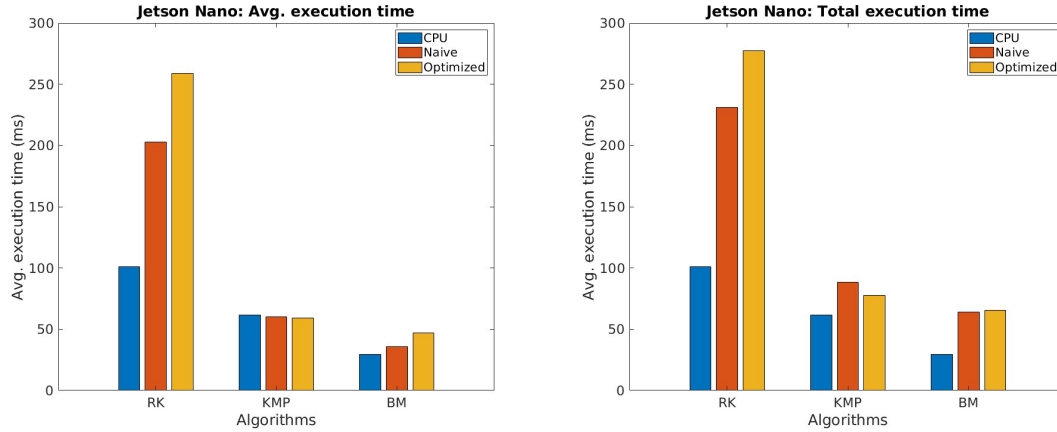 Jetson Nano: Avg. execution time
300
250
200
150
100
50
0
Avg. execution time (ms)
CPU
Naive
Optimized
RK KMP BM
Algorithms
Jetson Nano: Total execution time
300
250
200
150
100
50
0
Avg. execution time (ms)
CPU
Naive
Optimized
RK KMP BM
Algorithms